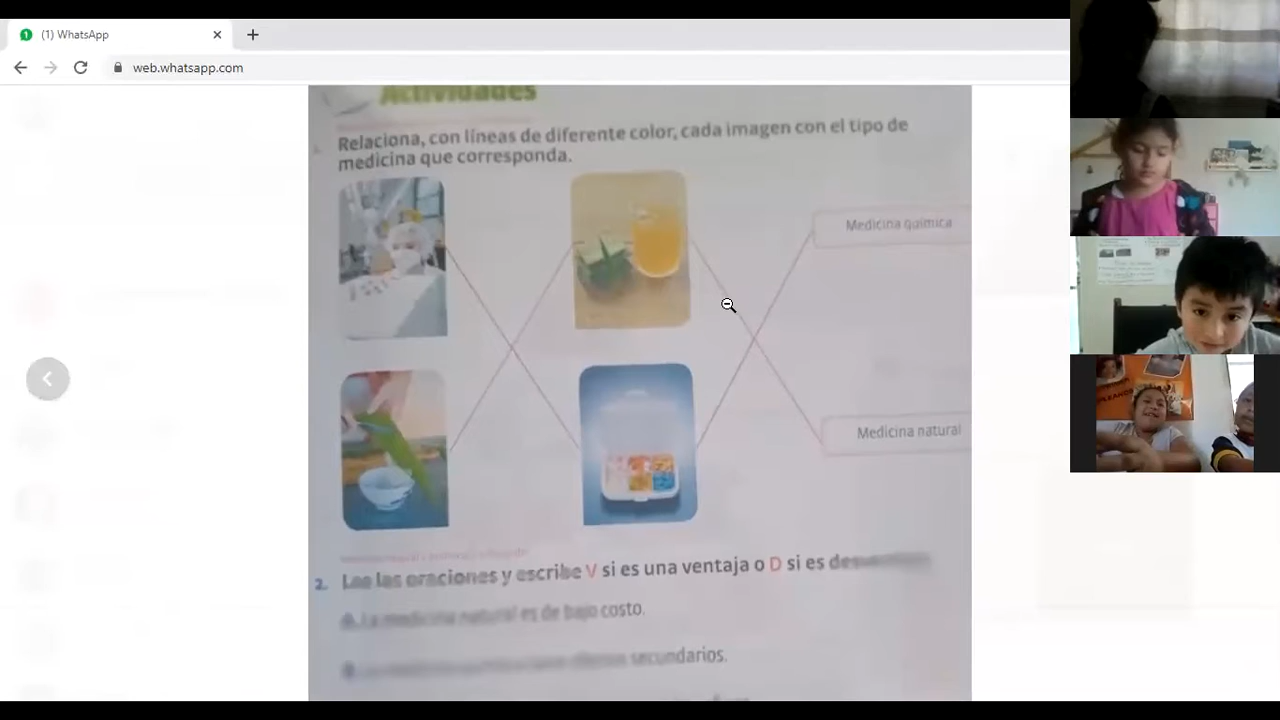 (1) WhatsApp
web.whatsapp.com
Actividades
Relaciona, con líneas de diferente color, cada imagen con el tipo de
medicina que corresponda.
Medicina química
Medicina natural
2. Lee las oraciones y escribe V si es una ventaja o D si es
La medicina natural es de bajo costo.
secundarios.